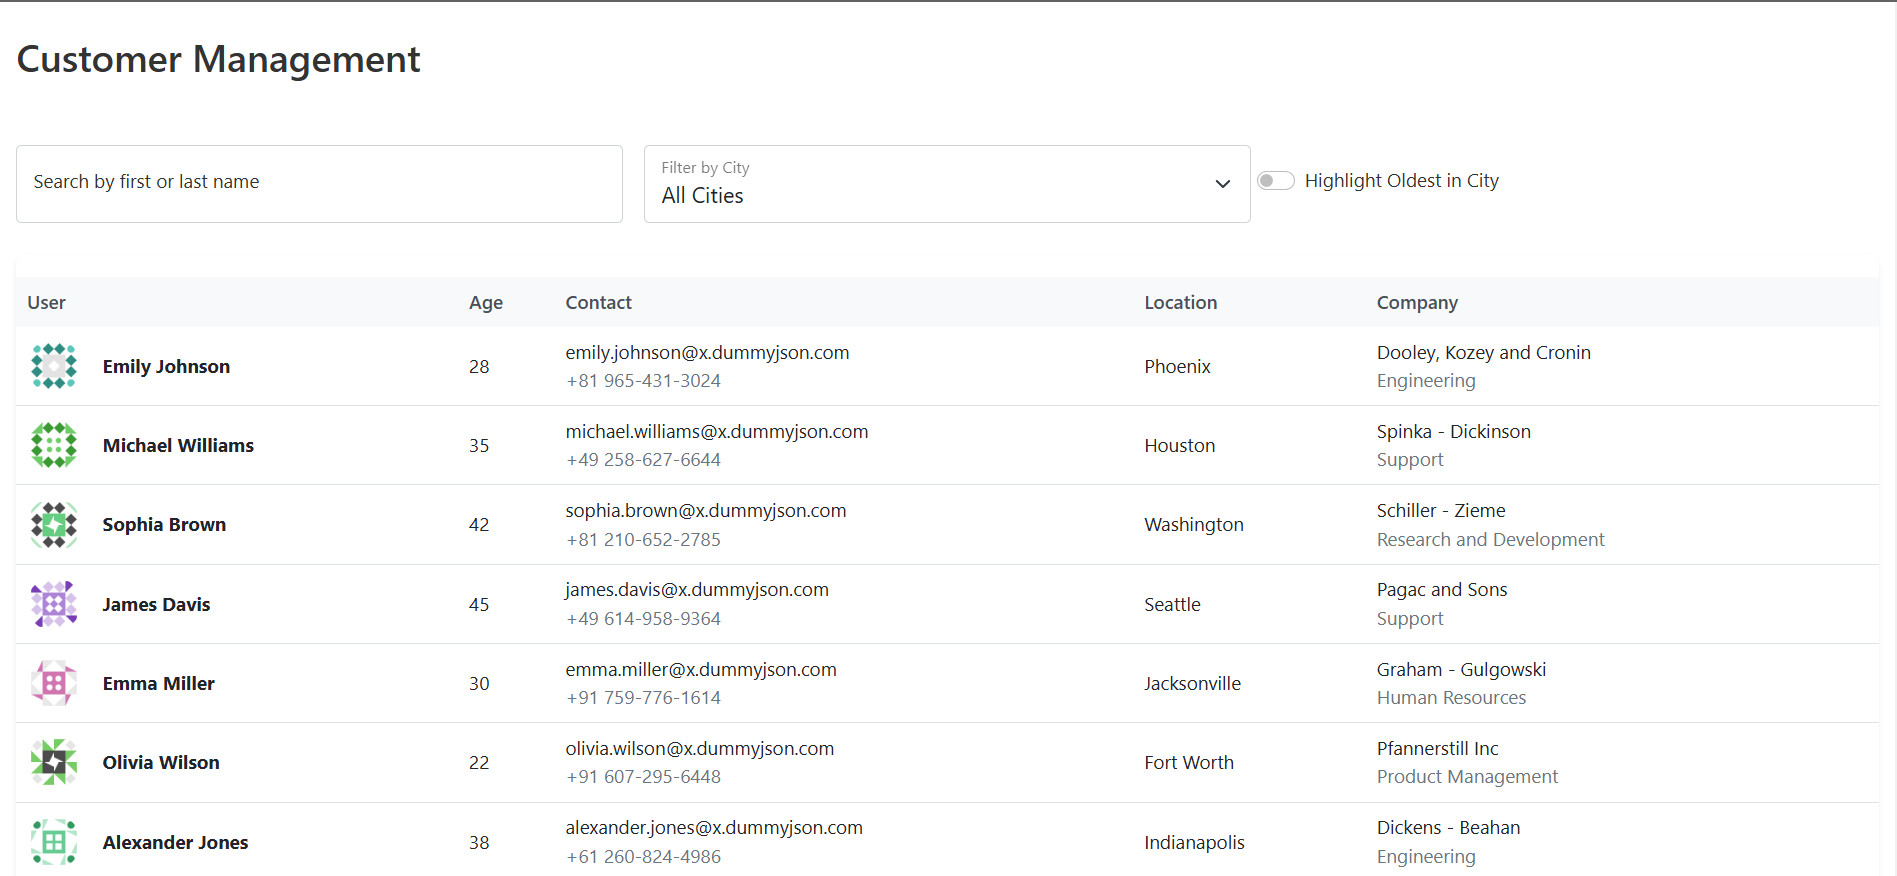 Customer Management
Search by first or last name
Filter by City
All Cities
Highlight Oldest in City
User Age Contact Location Company
Emily Johnson 28 emily.johnson@x.dummyjson.com Phoenix Dooley, Kozey and Cronin
+81 965-431-3024 Engineering
Michael Williams 35 michael.williams@x.dummyjson.com Houston Spinka - Dickinson
+49 258-627-6644 Support
Sophia Brown 42 sophia.brown@x.dummyjson.com Washington Schiller - Zieme
+81 210-652-2785 Research and Development
James Davis 45 james.davis@x.dummyjson.com Seattle Pagac and Sons
+49 614-958-9364 Support
Emma Miller 30 emma.miller@x.dummyjson.com Jacksonville Graham - Gulgowski
+91 759-776-1614 Human Resources
Olivia Wilson 22 olivia.wilson@x.dummyjson.com Fort Worth Pfannerstill Inc
+91 607-295-6448 Product Management
Alexander Jones 38 alexander.jones@x.dummyjson.com Indianapolis Dickens - Beahan
+61 260-824-4986 Engineering